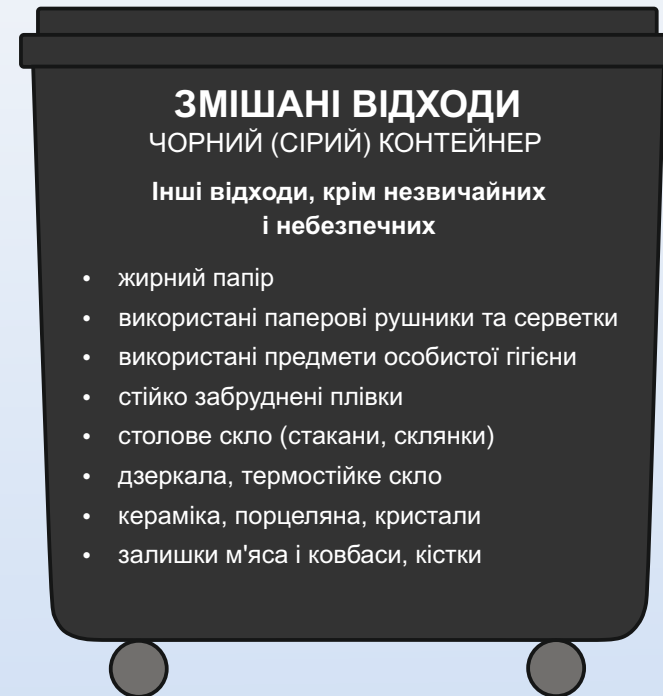 ЗМІШАНІ ВІДХОДИ
ЧОРНИЙ (СІРИЙ) КОНТЕЙНЕР
Інші відходи, крім незвичайних
і небезпечних
• жирний папір
• використані паперові рушники та серветки
• використані предмети особистої гігієни
• стійко забруднені плівки
• столове скло (стакани, склянки)
• дзеркала, термостійке скло
• кераміка, порцеляна, кристали
• залишки м'яса і ковбаси, кістки